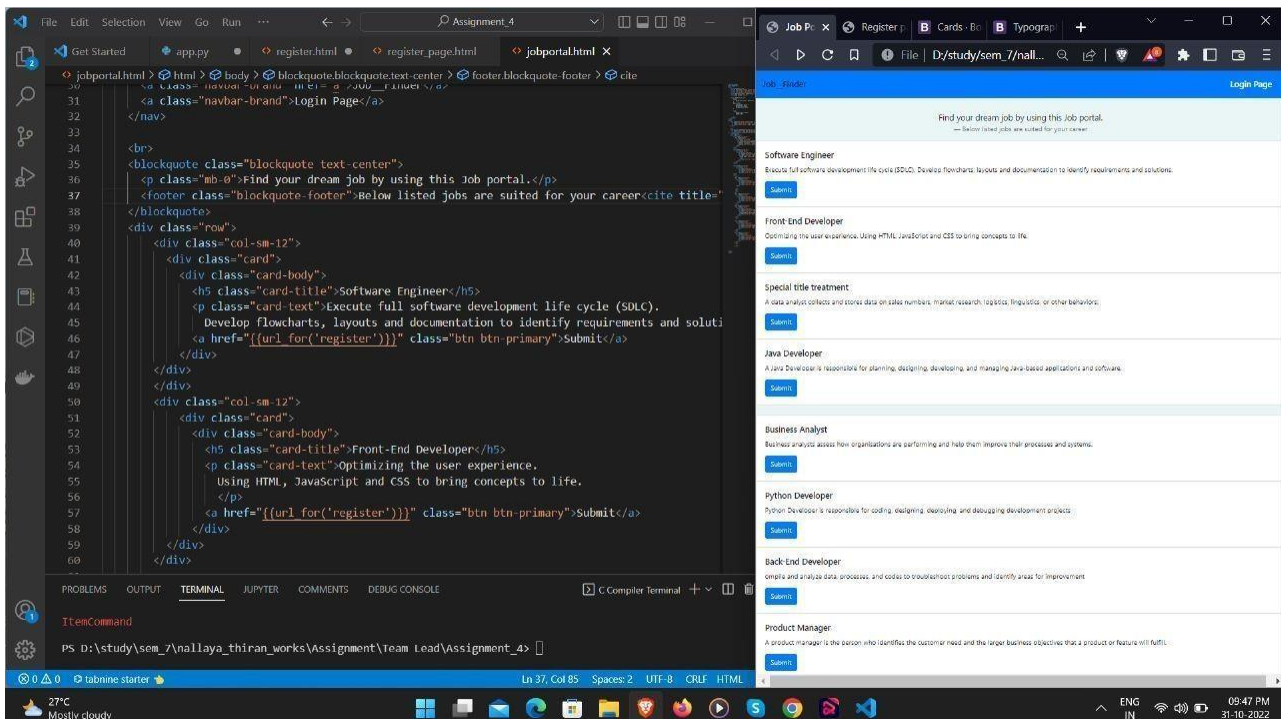 File Edit Selection View Go Run ··· Assignment_4
Get Started app.py register.html register_page.html jobportal.html
jobportal.html > html > body > blockquote.blockquote.text-center > footer.blockquote-footer > cite
31 <a class="navbar-brand">Login Page</a>
32 </nav>
33
34 <br>
35 <blockquote class="blockquote text-center">
36 <p class="mb-0">Find your dream job by using this Job portal.</p>
37 <footer class="blockquote-footer">Below listed jobs are suited for your career<cite title="
38 </blockquote>
39 <div class="row">
40 <div class="col-sm-12">
41 <div class="card">
42 <div class="card-body">
43 <h5 class="card-title">Software Engineer</h5>
44 <p class="card-text">Execute full software development life cycle (SDLC).
45 Develop flowcharts, layouts and documentation to identify requirements and soluti
46 <a href="{{url_for('register')}}" class="btn btn-primary">Submit</a>
47 </div>
48 </div>
49 </div>
50 <div class="col-sm-12">
51 <div class="card">
52 <div class="card-body">
53 <h5 class="card-title">Front-End Developer</h5>
54 <p class="card-text">Optimizing the user experience.
55 Using HTML, JavaScript and CSS to bring concepts to life.
56 </p>
57 <a href="{{url_for('register')}}" class="btn btn-primary">Submit</a>
58 </div>
59 </div>
60 </div>
PROBLEMS OUTPUT TERMINAL JUPYTER COMMENTS DEBUG CONSOLE C Compiler Terminal
ItemCommand
PS D:\study\sem_7\nallaya_thiran_works\Assignment\Team Lead\Assignment_4>
0 0 tabnine starter Ln 37, Col 85 Spaces: 2 UTF-8 CRLF HTML
Job Po Register p Cards · Bo Typograp
File D:/study/sem_7/nall...
Job_Finder Login Page
Find your dream job by using this Job portal.
— Below listed jobs are suited for your career
Software Engineer
Execute full software development life cycle (SDLC). Develop flowcharts, layouts and documentation to identify requirements and solutions.
Submit
Front-End Developer
Optimizing the user experience. Using HTML, JavaScript and CSS to bring concepts to life.
Submit
Special title treatment
A data analyst collects and stores data on sales numbers, market research, logistics, linguistics, or other behaviors.
Submit
Java Developer
A Java Developer is responsible for planning, designing, developing, and managing Java-based applications and software.
Submit
Business Analyst
Business analysts assess how organisations are performing and help them improve their processes and systems.
Submit
Python Developer
Python Developer is responsible for coding, designing, deploying, and debugging development projects
Submit
Back-End Developer
ompile and analyze data, processes, and codes to troubleshoot problems and identify areas for improvement
Submit
Product Manager
A product manager is the person who identifies the customer need and the larger business objectives that a product or feature will fulfill.
Submit
27°C
Mostly cloudy
ENG
IN
09:47 PM
31-10-2022